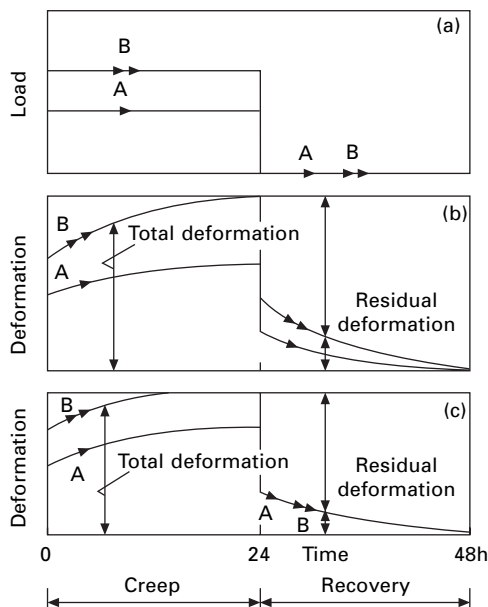 (a)
B
A
A B
Load
(b)
B
Total deformation
A
Residual
deformation
Deformation
(c)
B
A
Total deformation
A
B
Residual
deformation
Deformation
0 24 Time 48h
Creep Recovery